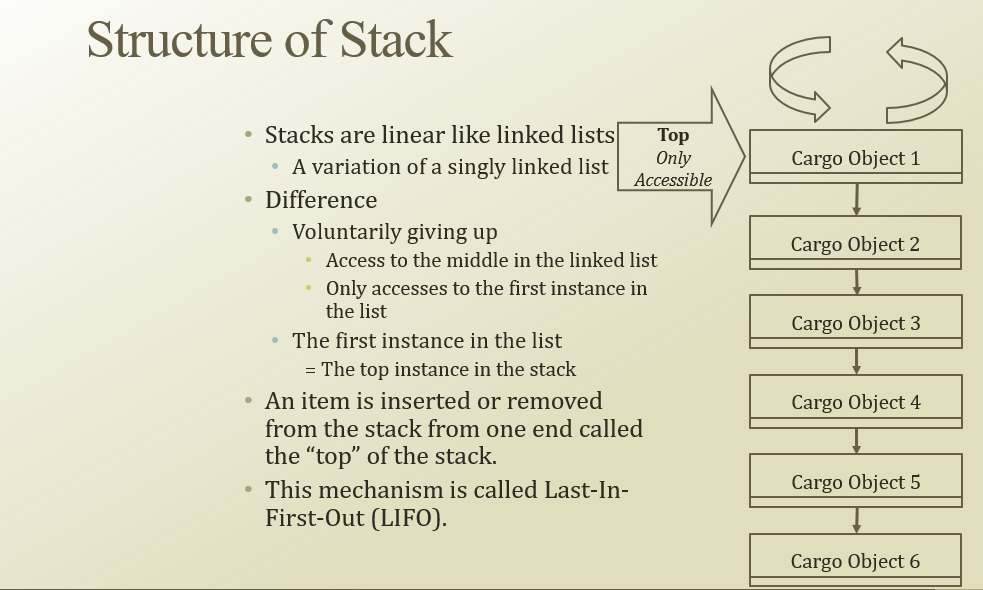 Structure of Stack
Stacks are linear like linked lists
A variation of a singly linked list
Difference
Voluntarily giving up
Access to the middle in the linked list
Only accesses to the first instance in
the list
The first instance in the list
= The top instance in the stack
An item is inserted or removed
from the stack from one end called
the “top” of the stack.
This mechanism is called Last-In-
First-Out (LIFO).
Top
Only
Accessible
Cargo Object 1
Cargo Object 2
Cargo Object 3
Cargo Object 4
Cargo Object 5
Cargo Object 6